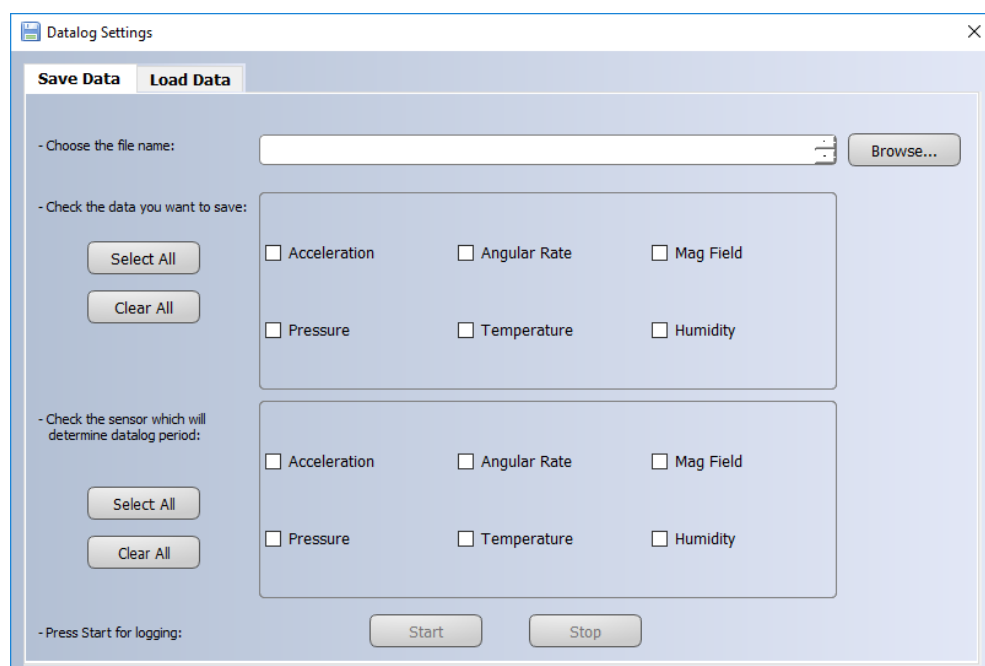 Datalog Settings
Save Data Load Data
- Choose the file name:
Browse...
- Check the data you want to save:
Select All
Clear All
Acceleration Angular Rate Mag Field
Pressure Temperature Humidity
- Check the sensor which will
determine datalog period:
Select All
Clear All
Acceleration Angular Rate Mag Field
Pressure Temperature Humidity
- Press Start for logging:
Start Stop